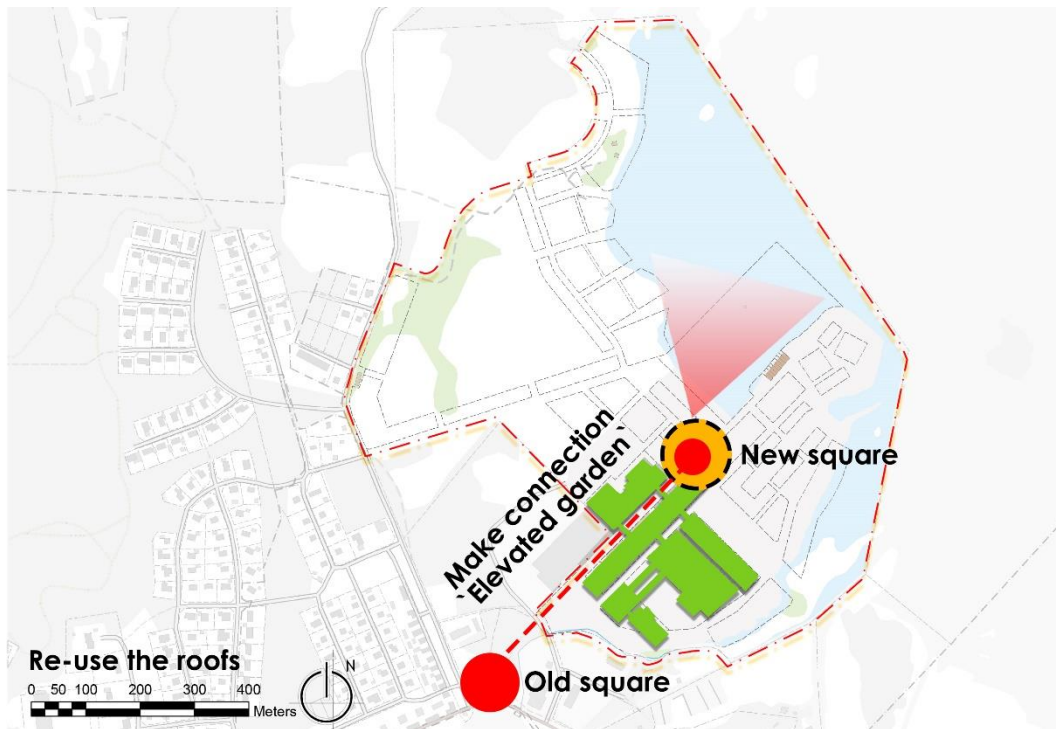 New square
Make connection
`Elevated garden`
Old square
Re-use the roofs
0 50 100 200 300 400
Meters
N